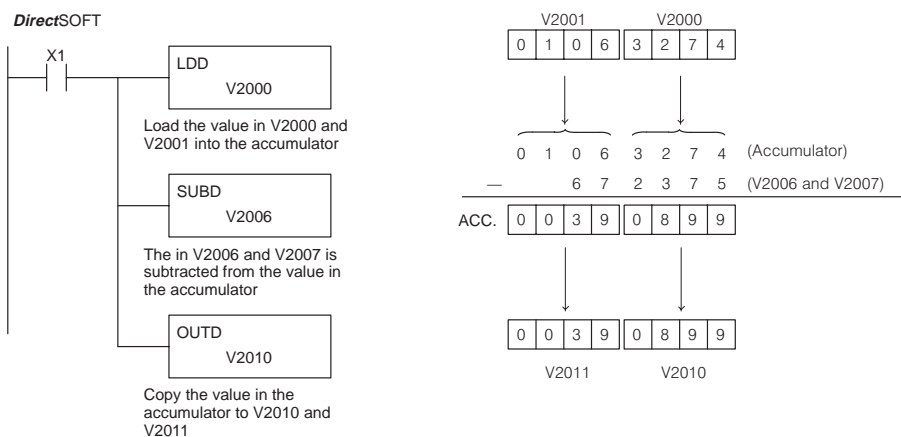 DirectSOFT
X1
LDD
V2000
Load the value in V2000 and
V2001 into the accumulator
SUBD
V2006
The in V2006 and V2007 is
subtracted from the value in
the accumulator
OUTD
V2010
Copy the value in the
accumulator to V2010 and
V2011
V2001 V2000
0 1 0 6 3 2 7 4
0 1 0 6 3 2 7 4 (Accumulator)
— 6 7 2 3 7 5 (V2006 and V2007)
ACC. 0 0 3 9 0 8 9 9
0 0 3 9 0 8 9 9
V2011 V2010